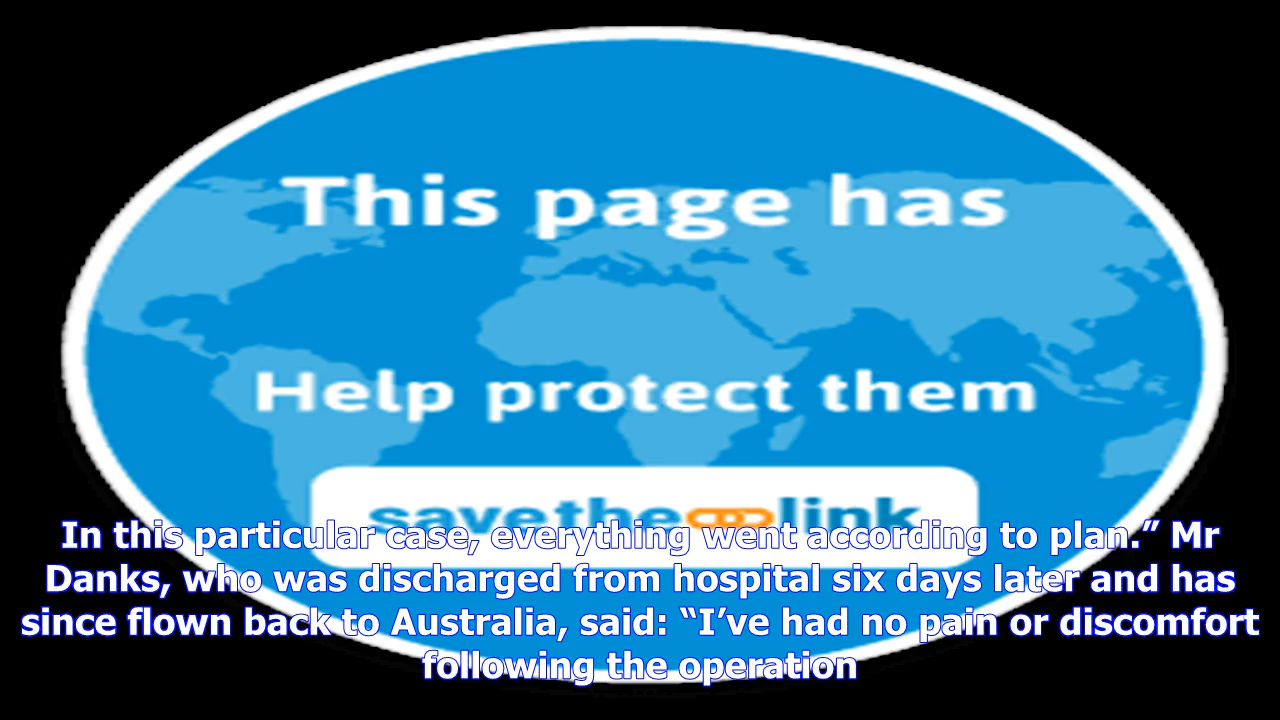 This page has
Help protect them
savethe link
In this particular case, everything went according to plan.” Mr
Danks, who was discharged from hospital six days later and has
since flown back to Australia, said: “I’ve had no pain or discomfort
following the operation